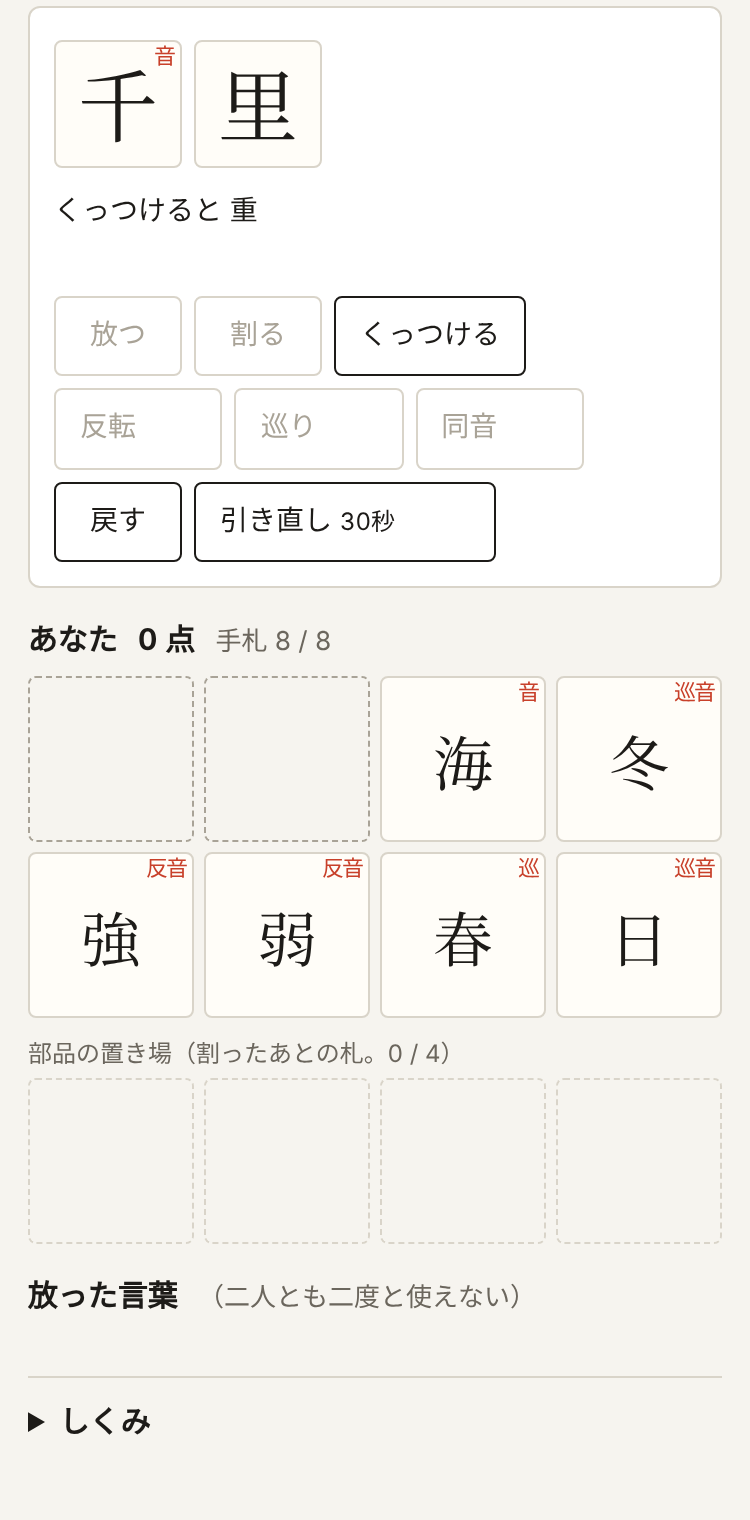 千 音 里
くっつけると 重
放つ 割る くっつける
反転 巡り 同音
戻す 引き直し 30秒
あなた 0 点 手札 8 / 8
海 音 冬 巡音
強 反音 弱 反音 春 巡 日 巡音
部品の置き場（割ったあとの札。0 / 4）
放った言葉 （二人とも二度と使えない）
▶ しくみ